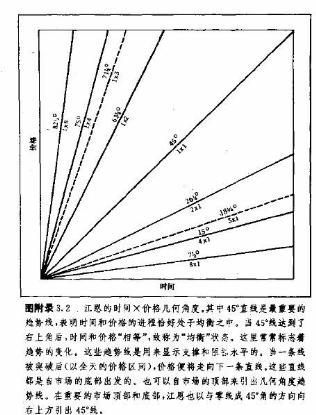 82½°
1x8
75°
1x4
71¼°
1x3
63¾°
1x2
45°
1x1
26¼°
2x1
18¾°
3x1
15°
4x1
7½°
8x1
价格
时间
图附录3.2 江恩的时间×价格几何角度。其中45°直线是最重要的
趋势线,表明时间和价格的进程恰好处于均衡之中。当45°线达到了
右上角后,时间和价格“相等”,故称为“均衡”状态。这里常常标志着
趋势的变化。这些趋势线是用来显示支撑和阻挡水平的。当一条线
被突破后(以全天的价格区间),价格便将走向下一条直线。这些直线
都是自市场的底部出发的。也可以自市场的顶部来引出几何角度趋
势线。在重要的市场顶部和底部,江恩也以与零线成45°角的方向向
右上方引出45°线。